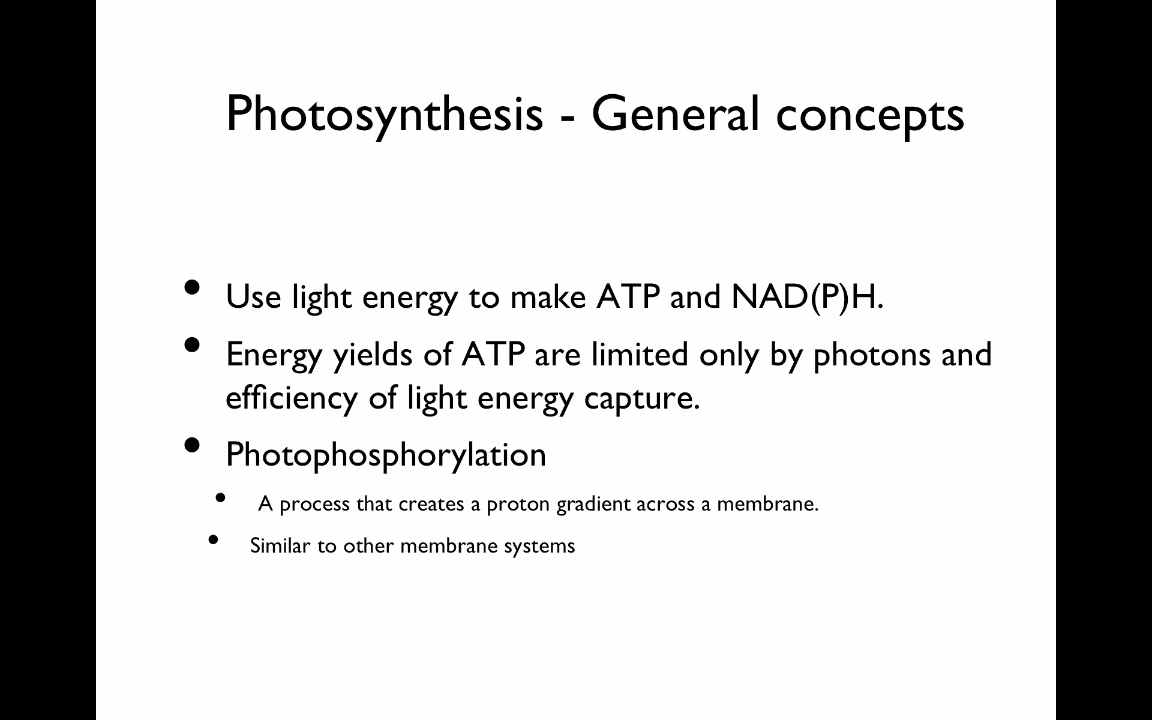 Photosynthesis - General concepts
• Use light energy to make ATP and NAD(P)H.
• Energy yields of ATP are limited only by photons and
efficiency of light energy capture.
• Photophosphorylation
• A process that creates a proton gradient across a membrane.
• Similar to other membrane systems